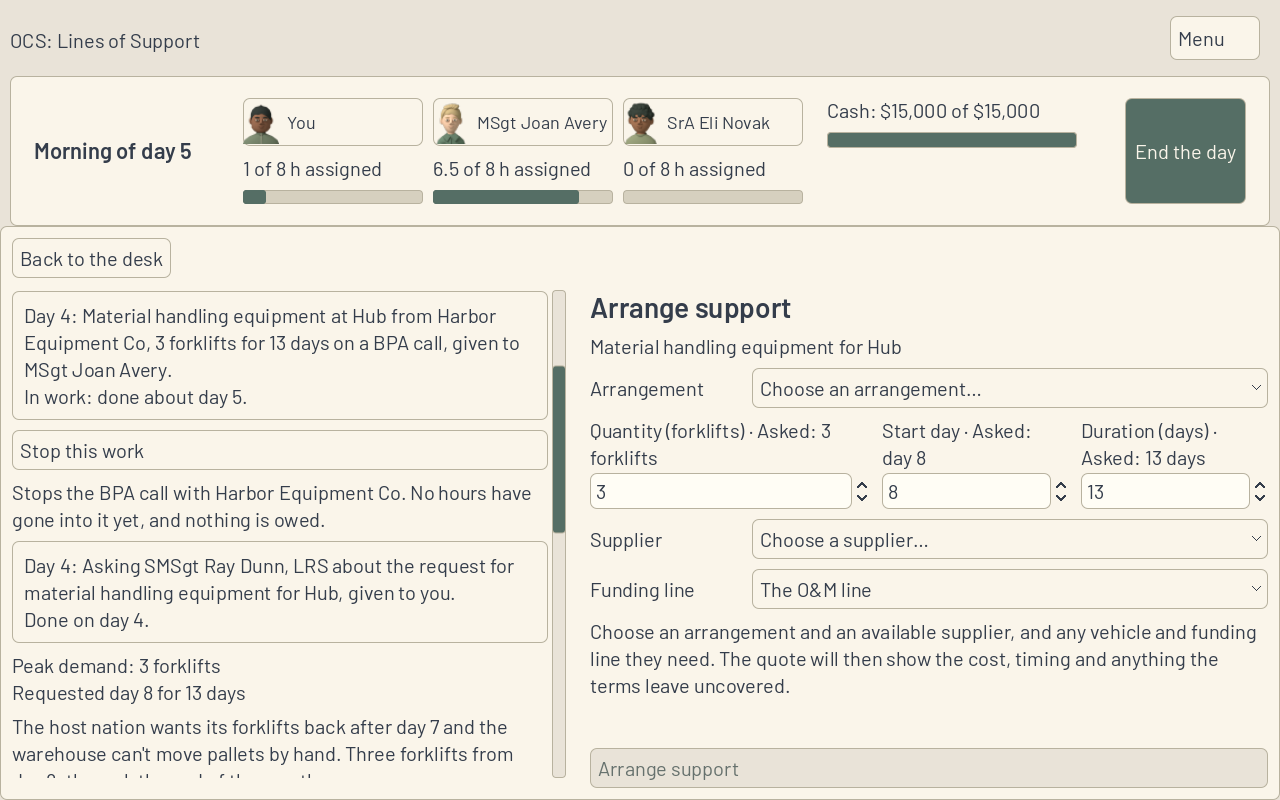 OCS: Lines of Support
Menu
Morning of day 5
You
1 of 8 h assigned
MSgt Joan Avery
6.5 of 8 h assigned
SrA Eli Novak
0 of 8 h assigned
Cash: $15,000 of $15,000
End the day
Back to the desk
Day 4: Material handling equipment at Hub from Harbor
Equipment Co, 3 forklifts for 13 days on a BPA call, given to
MSgt Joan Avery.
In work: done about day 5.
Stop this work
Stops the BPA call with Harbor Equipment Co. No hours have
gone into it yet, and nothing is owed.
Day 4: Asking SMSgt Ray Dunn, LRS about the request for
material handling equipment for Hub, given to you.
Done on day 4.
Peak demand: 3 forklifts
Requested day 8 for 13 days
The host nation wants its forklifts back after day 7 and the
warehouse can't move pallets by hand. Three forklifts from
Arrange support
Material handling equipment for Hub
Arrangement
Choose an arrangement...
Quantity (forklifts) · Asked: 3
forklifts
3
Start day · Asked:
day 8
8
Duration (days) ·
Asked: 13 days
13
Supplier
Choose a supplier...
Funding line
The O&M line
Choose an arrangement and an available supplier, and any vehicle and funding
line they need. The quote will then show the cost, timing and anything the
terms leave uncovered.
Arrange support